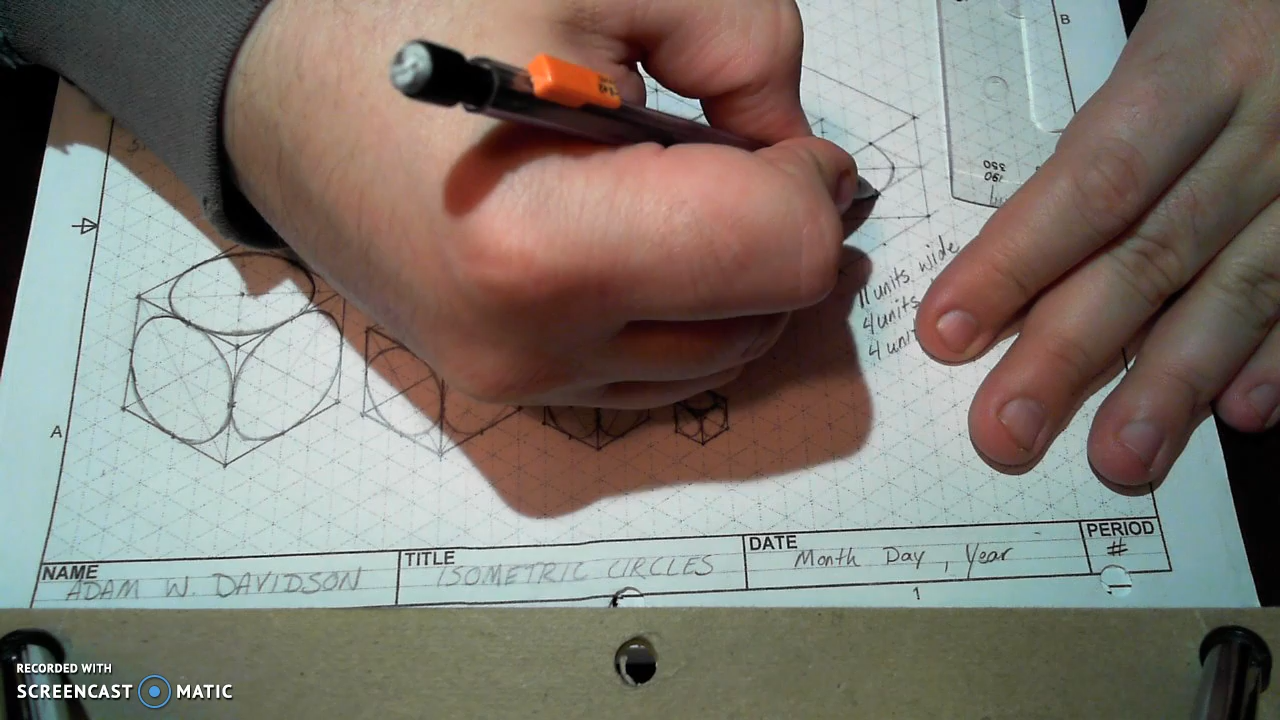 B
11 units wide
4 units
4
A
NAME
ADAM W. DAVIDSON
TITLE
ISOMETRIC CIRCLES
DATE
Month Day, Year
PERIOD
#
1
RECORDED WITH
SCREENCAST MATIC